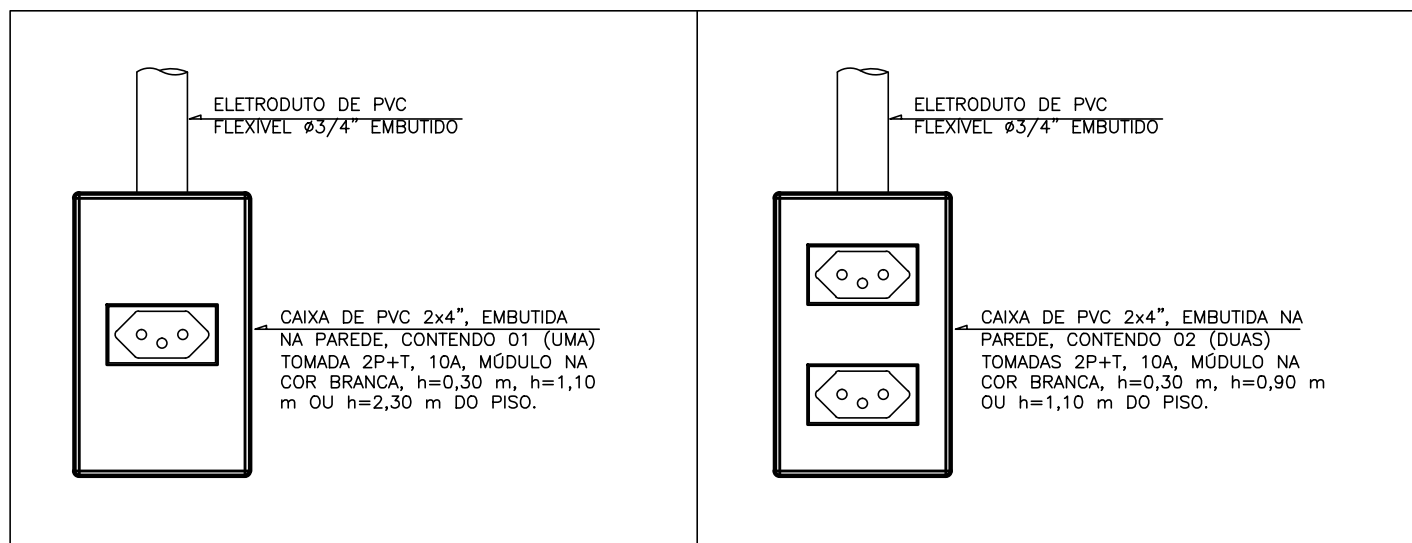 ELETRODUTO DE PVC
FLEXÍVEL ø3/4" EMBUTIDO
CAIXA DE PVC 2x4", EMBUTIDA
NA PAREDE, CONTENDO 01 (UMA)
TOMADA 2P+T, 10A, MÓDULO NA
COR BRANCA, h=0,30 m, h=1,10
m OU h=2,30 m DO PISO.
ELETRODUTO DE PVC
FLEXÍVEL ø3/4" EMBUTIDO
CAIXA DE PVC 2x4", EMBUTIDA NA
PAREDE, CONTENDO 02 (DUAS)
TOMADAS 2P+T, 10A, MÚDULO NA
COR BRANCA, h=0,30 m, h=0,90 m
OU h=1,10 m DO PISO.